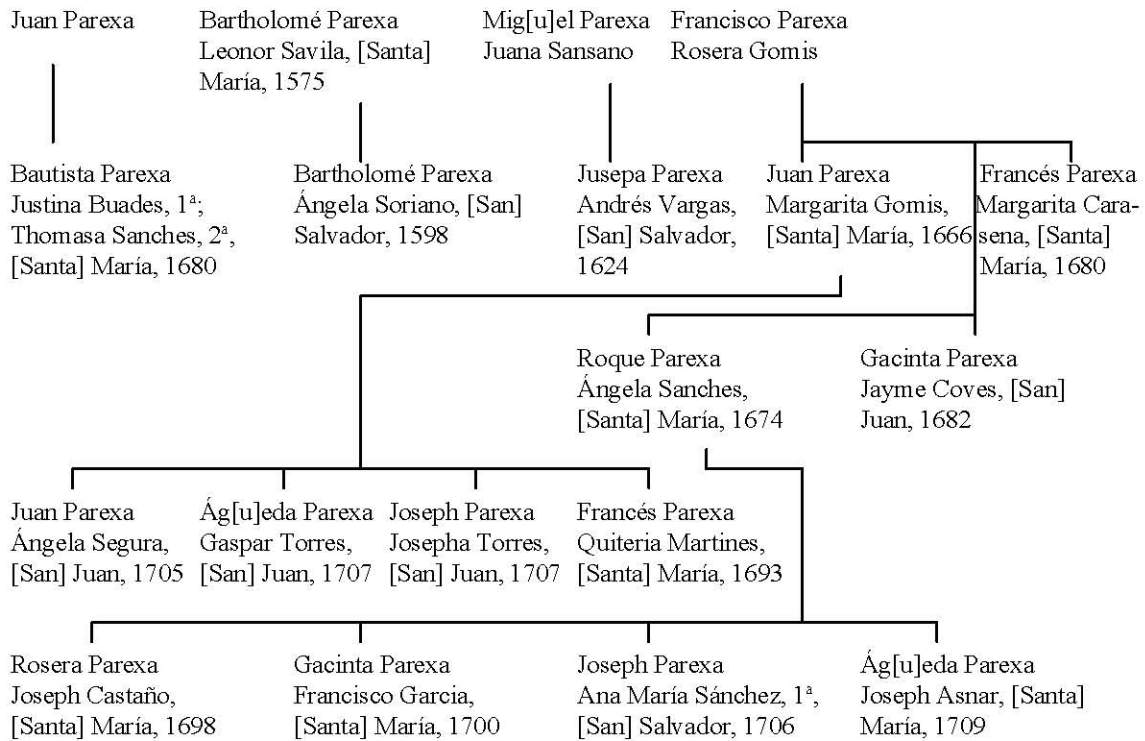 Juan Parexa
Bartholomé Parexa
Leonor Savila, [Santa]
María, 1575
Mig[u]el Parexa
Juana Sansano
Francisco Parexa
Rosera Gomis
Bautista Parexa
Justina Buades, 1ª;
Thomasa Sanches, 2ª,
[Santa] María, 1680
Bartholomé Parexa
Ángela Soriano, [San]
Salvador, 1598
Jusepa Parexa
Andrés Vargas,
[San] Salvador,
1624
Juan Parexa
Margarita Gomis,
[Santa] María, 1666
Francés Parexa
Margarita Cara-
sena, [Santa]
María, 1680
Roque Parexa
Ángela Sanches,
[Santa] María, 1674
Gacinta Parexa
Jayme Coves, [San]
Juan, 1682
Juan Parexa
Ángela Segura,
[San] Juan, 1705
Ág[u]eda Parexa
Gaspar Torres,
[San] Juan, 1707
Joseph Parexa
Josepha Torres,
[San] Juan, 1707
Francés Parexa
Quiteria Martines,
[Santa] María, 1693
Rosera Parexa
Joseph Castaño,
[Santa] María, 1698
Gacinta Parexa
Francisco Garcia,
[Santa] María, 1700
Joseph Parexa
Ana María Sánchez, 1ª,
[San] Salvador, 1706
Ág[u]eda Parexa
Joseph Asnar, [Santa]
María, 1709